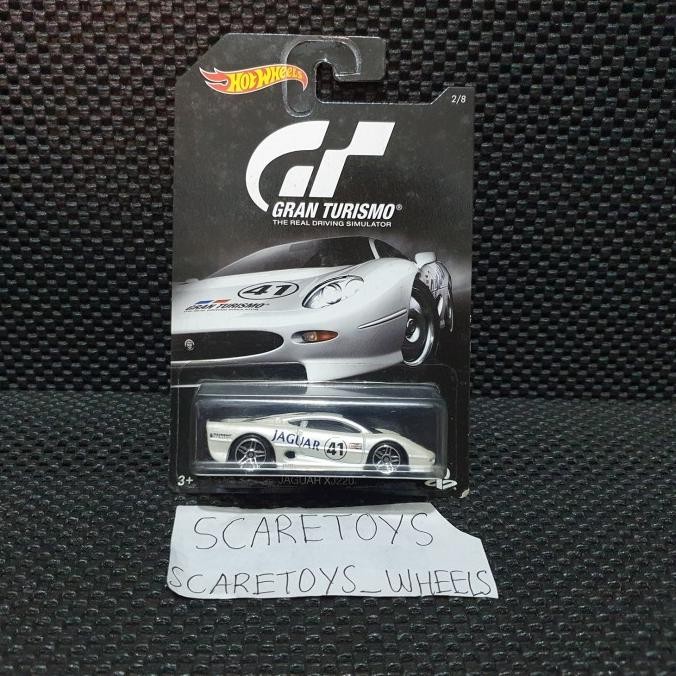 HOT WHEELS
2/8
GT
GRAN TURISMO®
THE REAL DRIVING SIMULATOR
41
GRAN TURISMO
JAGUAR 41
JAGUAR XJ220
3+
SCARETOYS
SCARETOYS_WHEELS